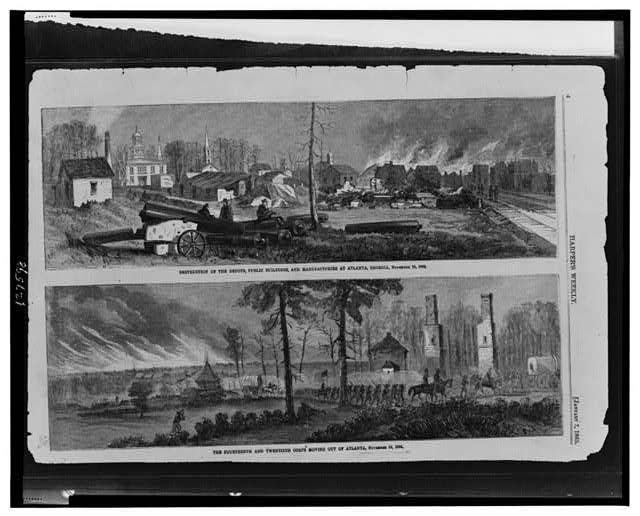 4
DESTRUCTION OF THE DEPOTS, PUBLIC BUILDINGS, AND MANUFACTORIES AT ATLANTA, GEORGIA, November 15, 1864.
HARPER'S WEEKLY.
THE FOURTEENTH AND TWENTIETH CORPS MOVING OUT OF ATLANTA, November 15, 1864.
[January 7, 1865.